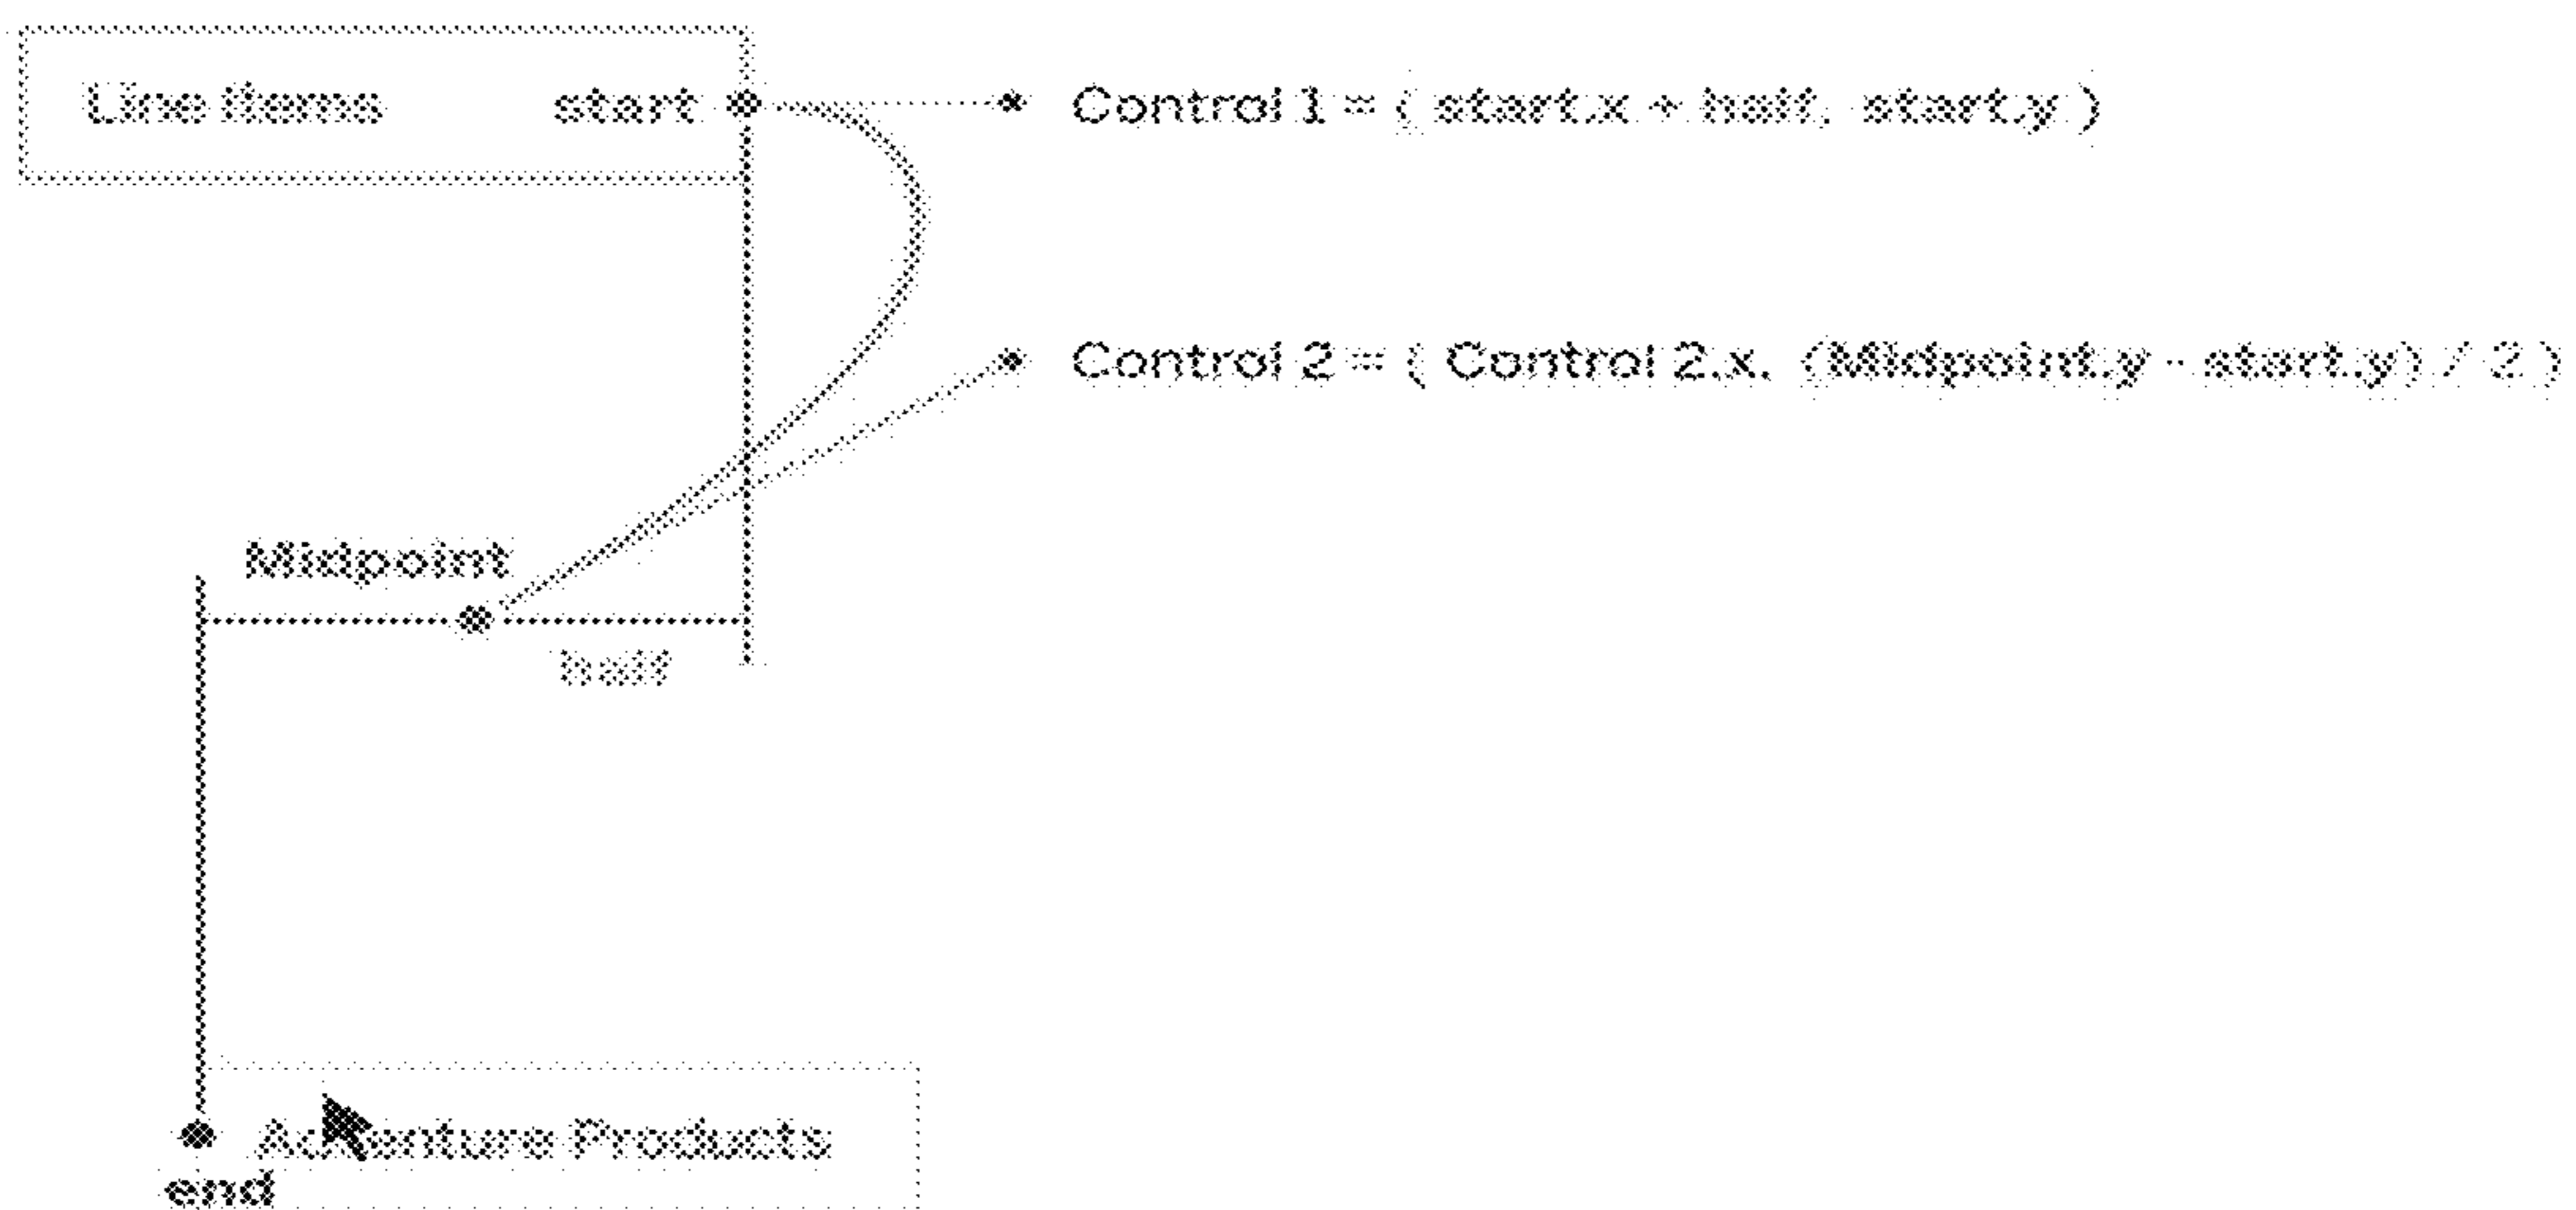 Line Items start Control 1 = ( start.x + half, start.y )
Control 2 = ( Control 2.x, (Midpoint.y - start.y) / 2 )
Midpoint
half
Adventure Products
end